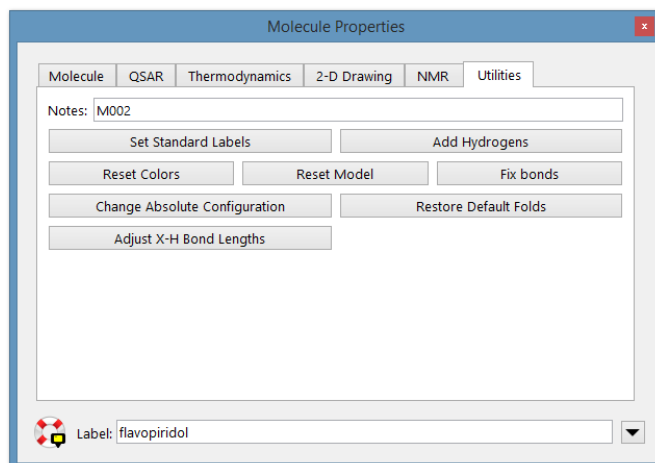 Molecule Properties
x
Molecule QSAR Thermodynamics 2-D Drawing NMR Utilities
Notes: M002
Set Standard Labels Add Hydrogens
Reset Colors Reset Model Fix bonds
Change Absolute Configuration Restore Default Folds
Adjust X-H Bond Lengths
Label: flavopiridol